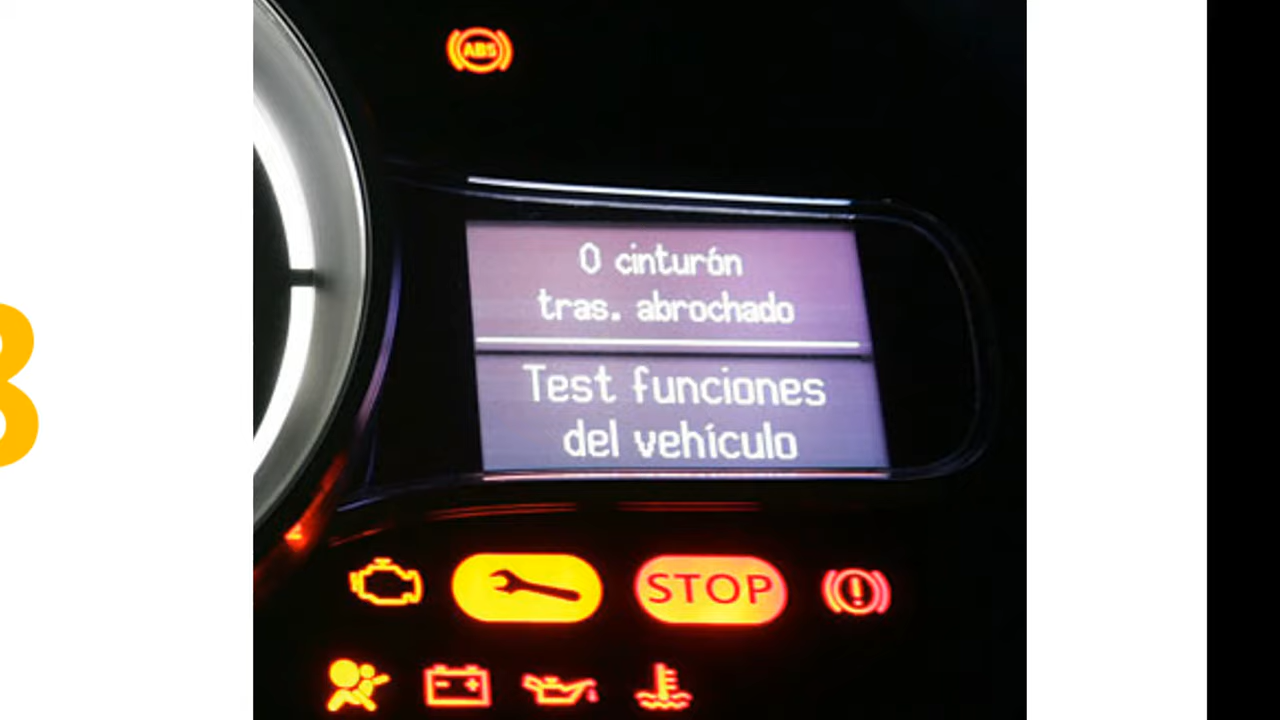 ABS
0 cinturón
tras. abrochado
Test funciones
del vehículo
STOP